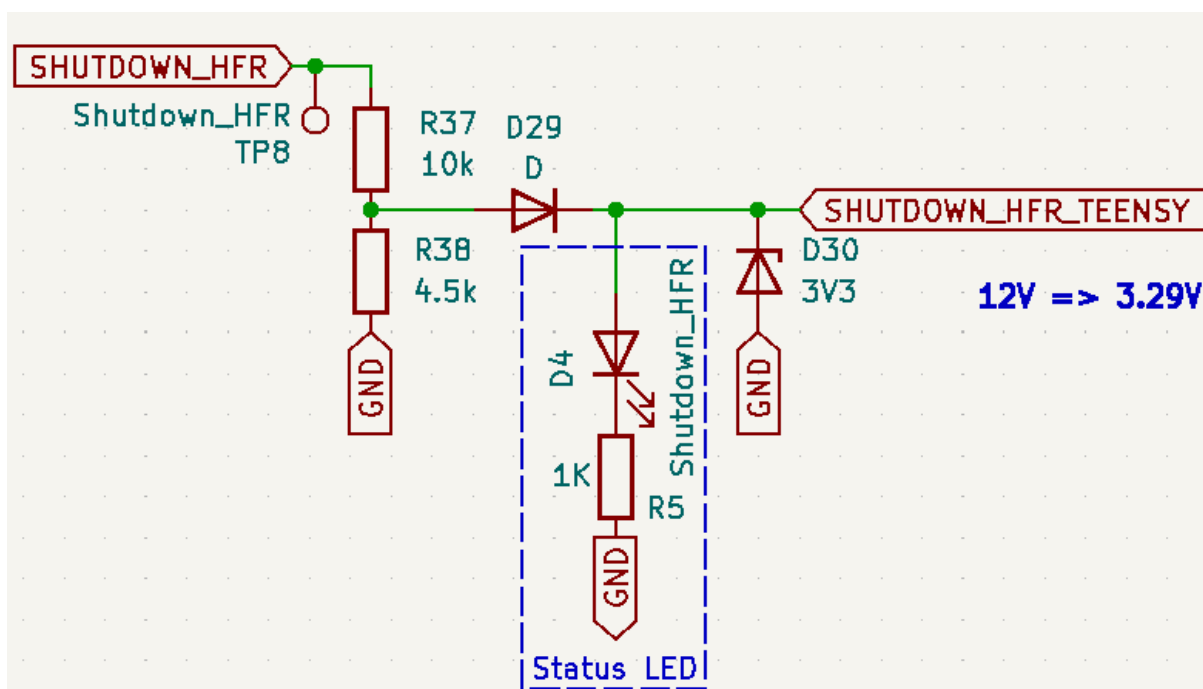 SHUTDOWN_HFR
Shutdown_HFR
TP8
R37
10k
D29
D
R38
4.5k
GND
SHUTDOWN_HFR_TEENSY
D30
3V3
12V => 3.29V
GND
D4
Shutdown_HFR
1K
R5
GND
Status LED